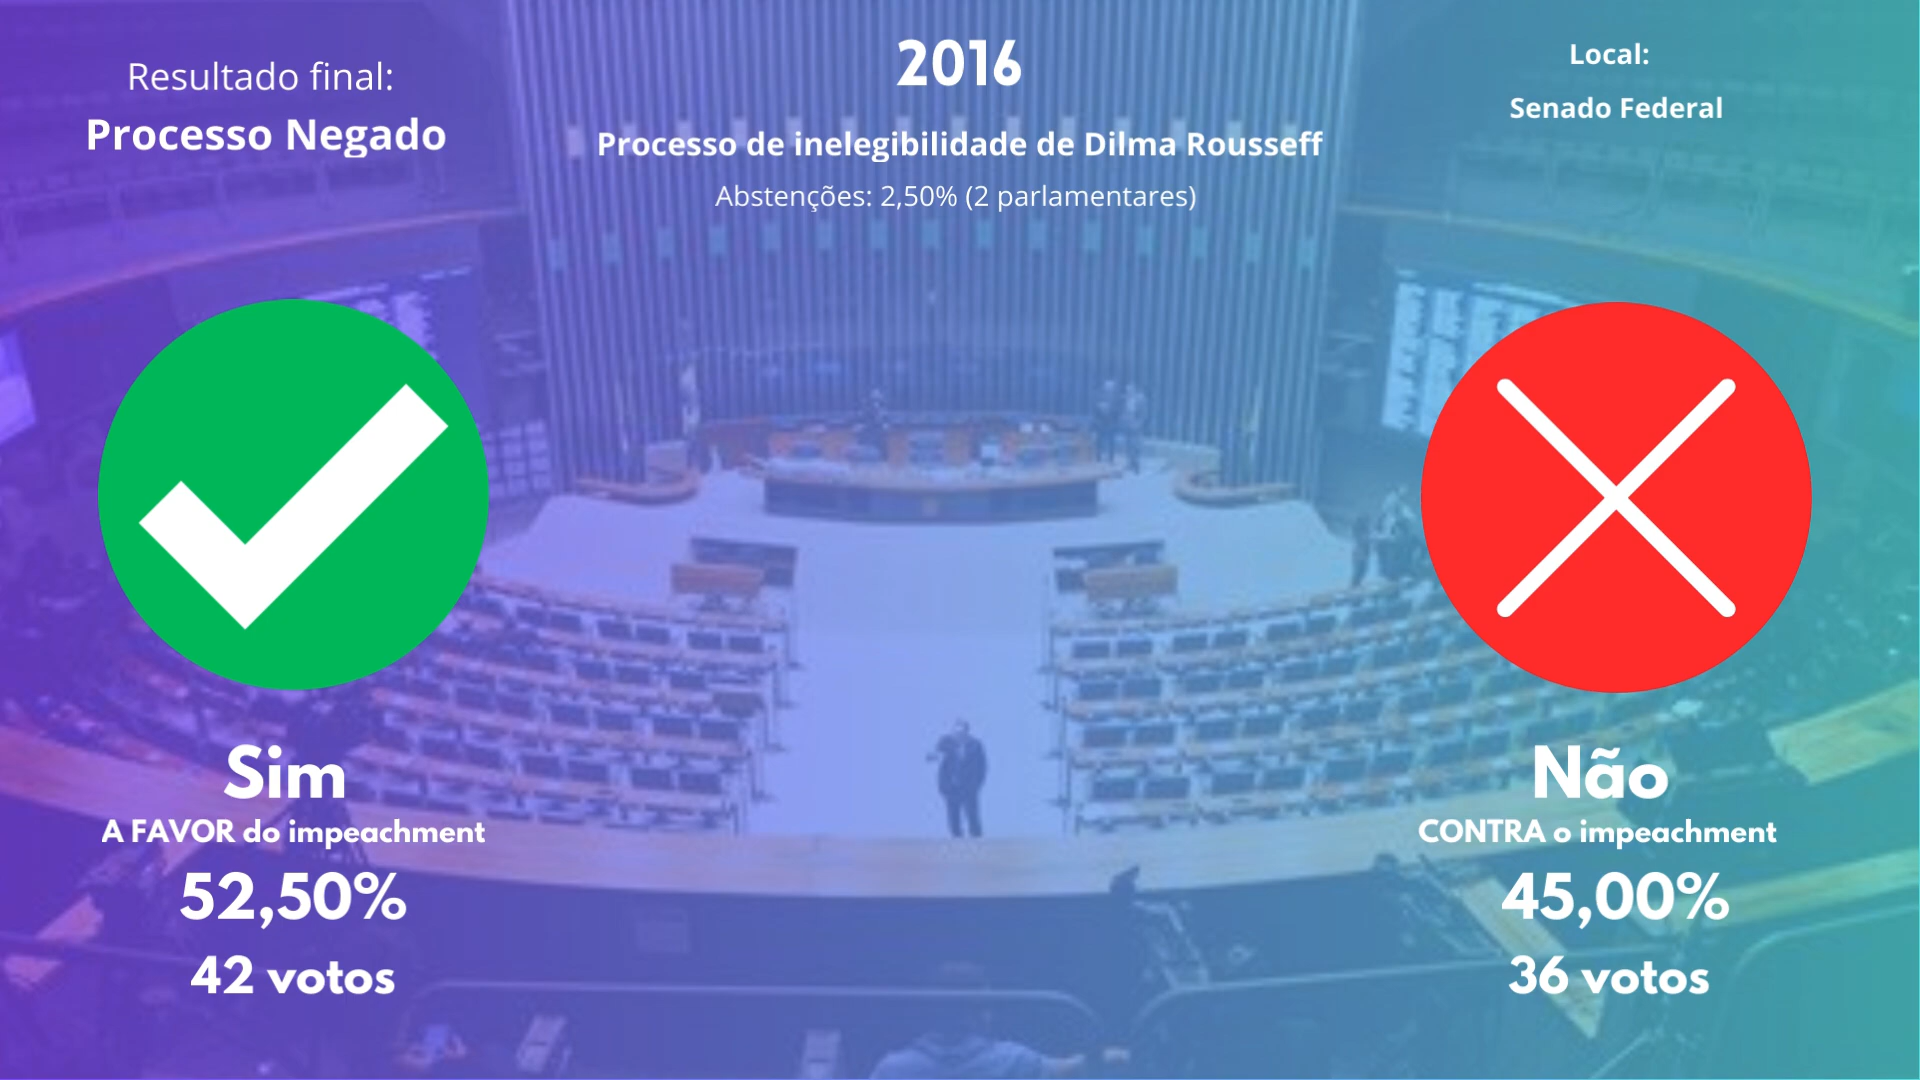 Resultado final:
Processo Negado
2016
Processo de inelegibilidade de Dilma Rousseff
Abstenções: 2,50% (2 parlamentares)
Local:
Senado Federal
Sim
A FAVOR do impeachment
52,50%
42 votos
Não
CONTRA o impeachment
45,00%
36 votos